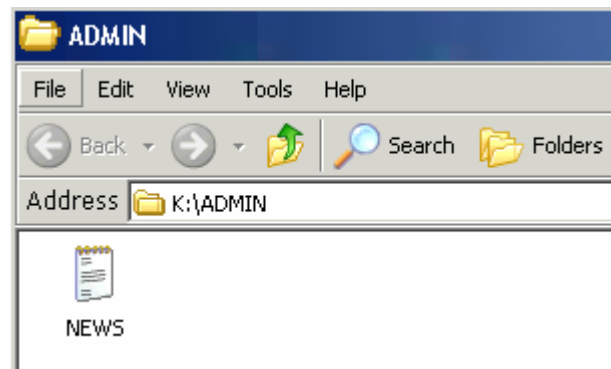 ADMIN
File Edit View Tools Help
Back Search Folders
Address K:\ADMIN
NEWS